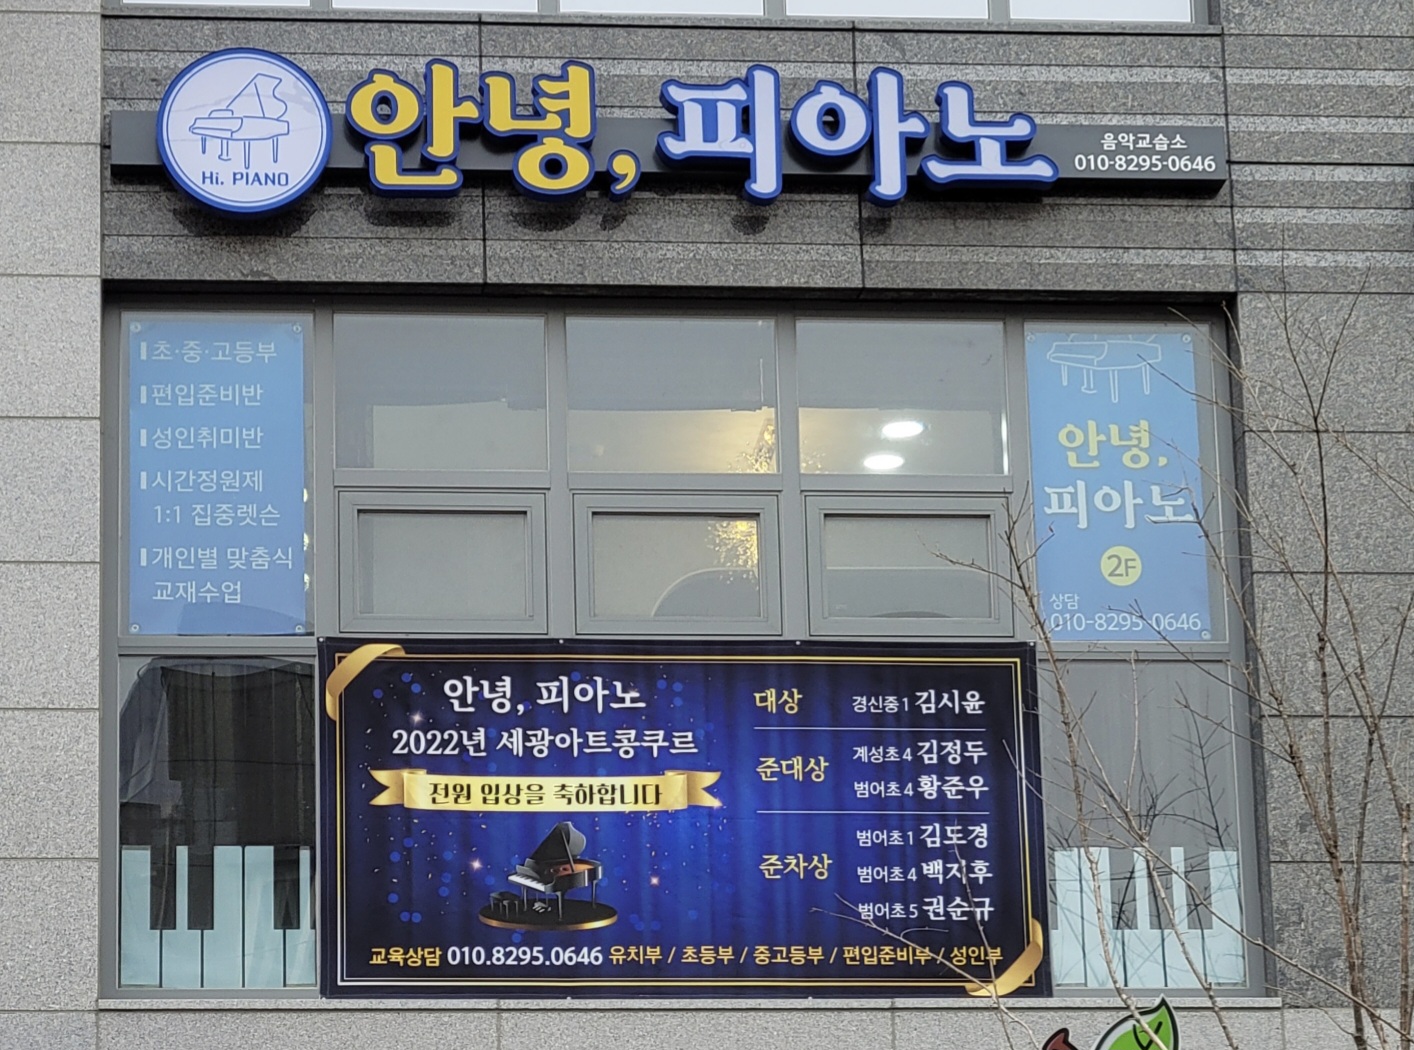 Hi. PIANO
안녕, 피아노
음악교습소
010-8295-0646
초·중·고등부
편입준비반
성인취미반
시간정원제
1:1 집중렛슨
개인별 맞춤식
교재수업
안녕,
피아노
2F
상담
010-8295-0646
안녕, 피아노
2022년 세광아트콩쿠르
전원 입상을 축하합니다
대상 경신중1 김시윤
준대상 계성초4 김정두
범어초4 황준우
준차상 범어초1 김도경
범어초4 백지후
범어초5 권순규
교육상담 010.8295.0646 유치부 / 초등부 / 중고등부 / 편입준비부 / 성인부